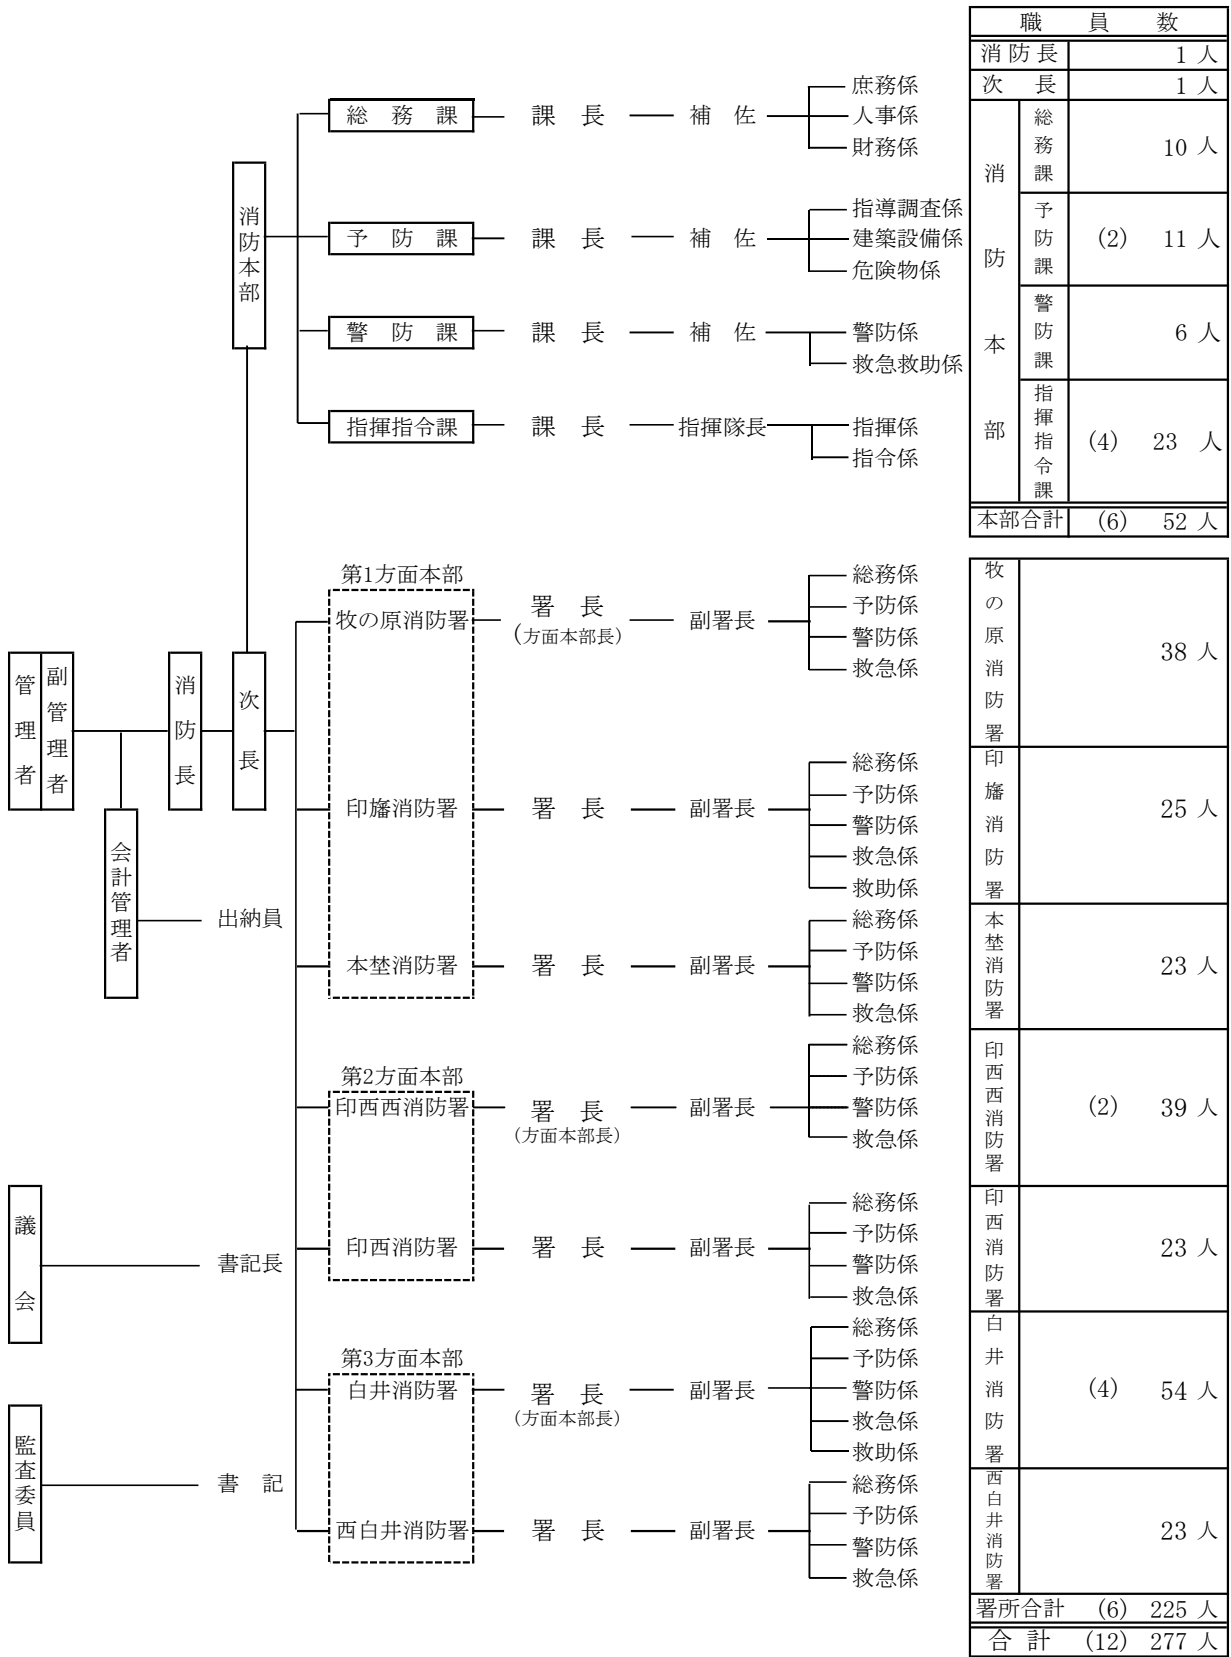 職員数
消防長 1人
次長 1人
消防本部
総務課 10人
予防課 (2) 11人
警防課 6人
指揮指令課 (4) 23人
本部合計 (6) 52人
消防本部
総務課 課長 補佐
庶務係
人事係
財務係
予防課 課長 補佐
指導調査係
建築設備係
危険物係
警防課 課長 補佐
警防係
救急救助係
指揮指令課 課長 指揮隊長
指揮係
指令係
管理者
副管理者
消防長
次長
会計管理者
出納員
議会
書記長
監査委員
書記
第1方面本部
牧の原消防署 署長 副署長
(方面本部長)
総務係
予防係
警防係
救急係
印旛消防署 署長 副署長
総務係
予防係
警防係
救急係
救助係
本埜消防署 署長 副署長
総務係
予防係
警防係
救急係
第2方面本部
印西西消防署 署長 副署長
(方面本部長)
総務係
予防係
警防係
救急係
印西消防署 署長 副署長
総務係
予防係
警防係
救急係
第3方面本部
白井消防署 署長 副署長
(方面本部長)
総務係
予防係
警防係
救急係
救助係
西白井消防署 署長 副署長
総務係
予防係
警防係
救急係
牧の原消防署 38人
印旛消防署 25人
本埜消防署 23人
印西西消防署 (2) 39人
印西消防署 23人
白井消防署 (4) 54人
西白井消防署 23人
署所合計 (6) 225人
合計 (12) 277人